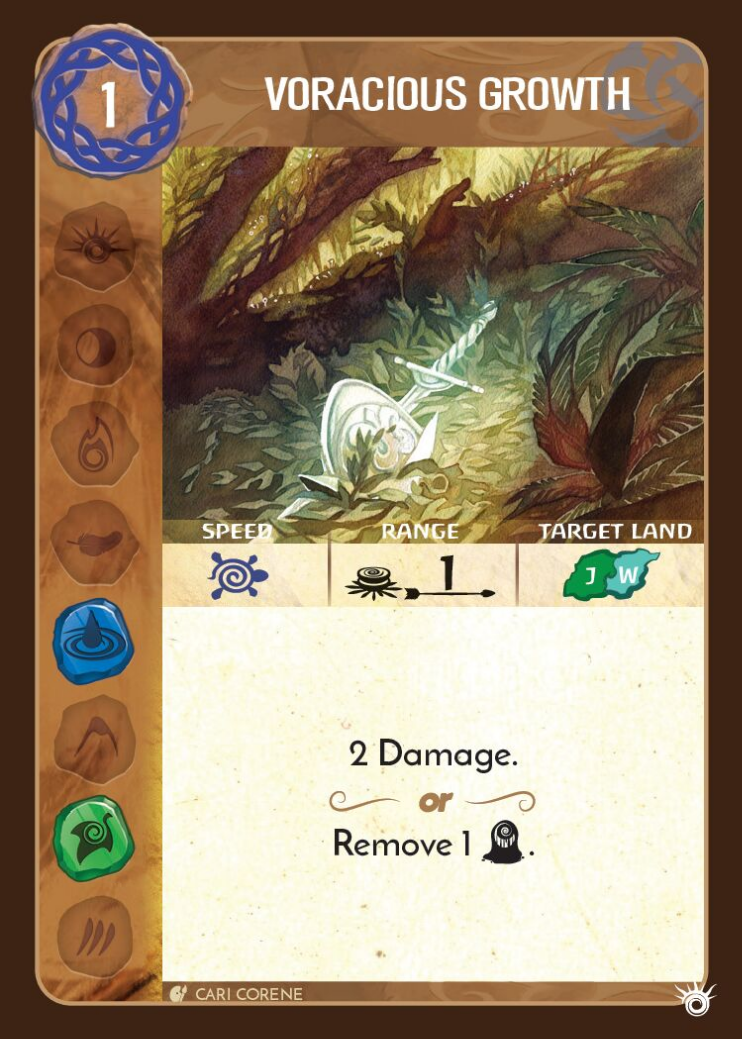 1
VORACIOUS GROWTH
SPEED RANGE TARGET LAND
1 J W
2 Damage.
or
Remove 1 .
CARI CORENE